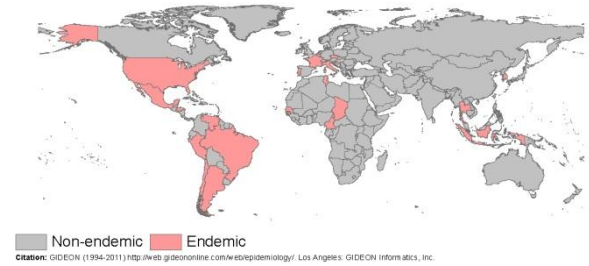 Non-endemic Endemic
Citation: GIDEON (1994-2011) http://web.gideononline.com/web/epidemiology/. Los Angeles: GIDEON Informatics, Inc.